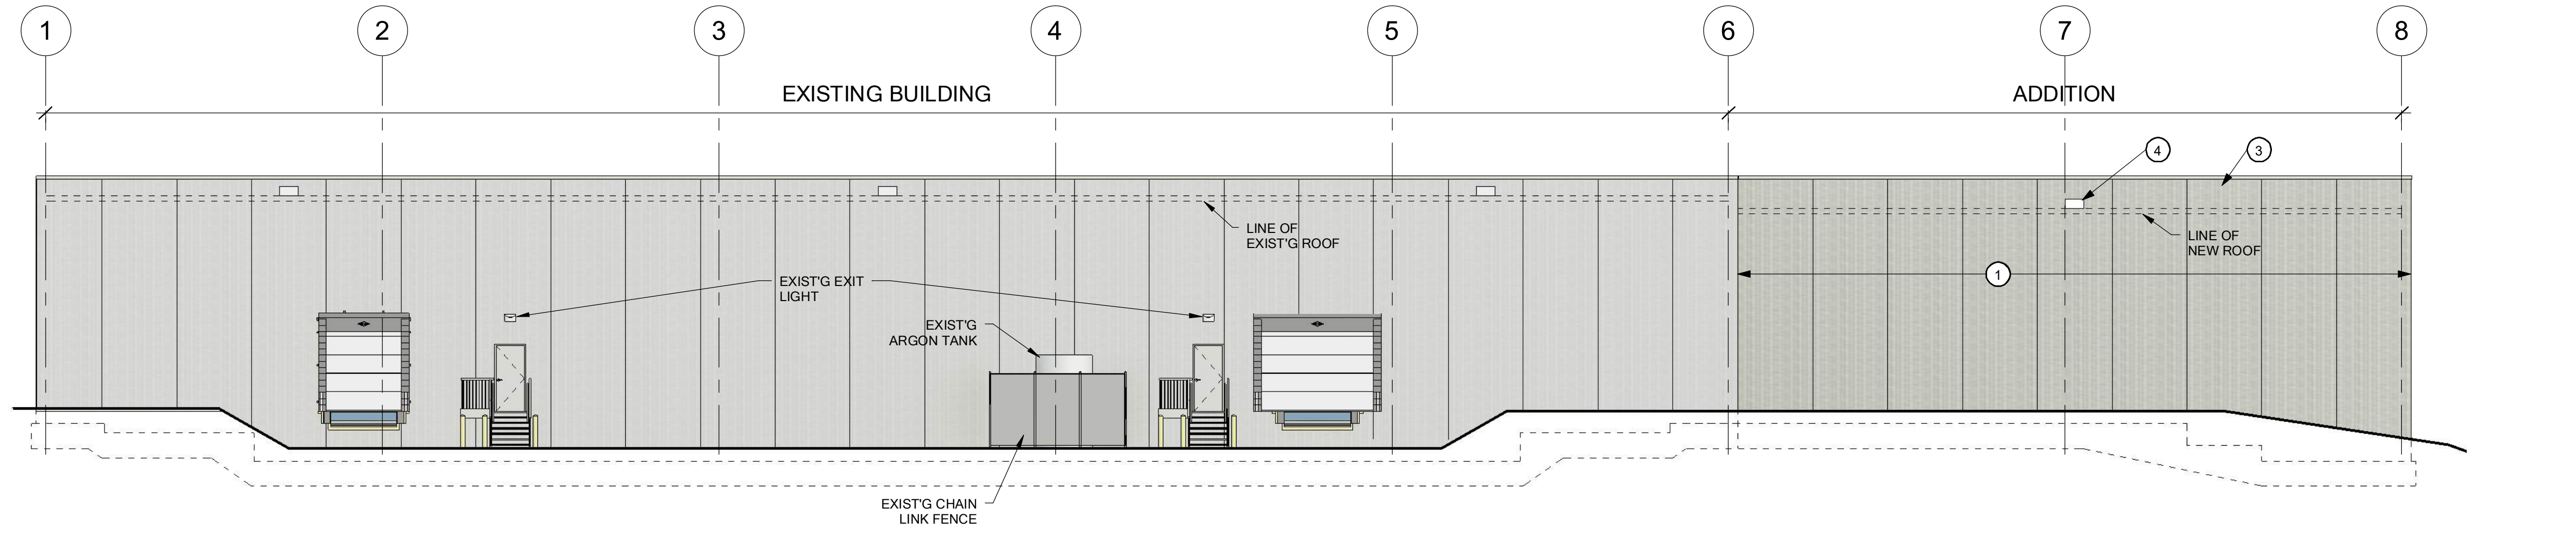 1 2 3 4 5 6 7 8
EXISTING BUILDING
ADDITION
4
3
LINE OF
EXIST'G ROOF
LINE OF
NEW ROOF
1
EXIST'G EXIT
LIGHT
EXIST'G
ARGON TANK
EXIST'G CHAIN
LINK FENCE